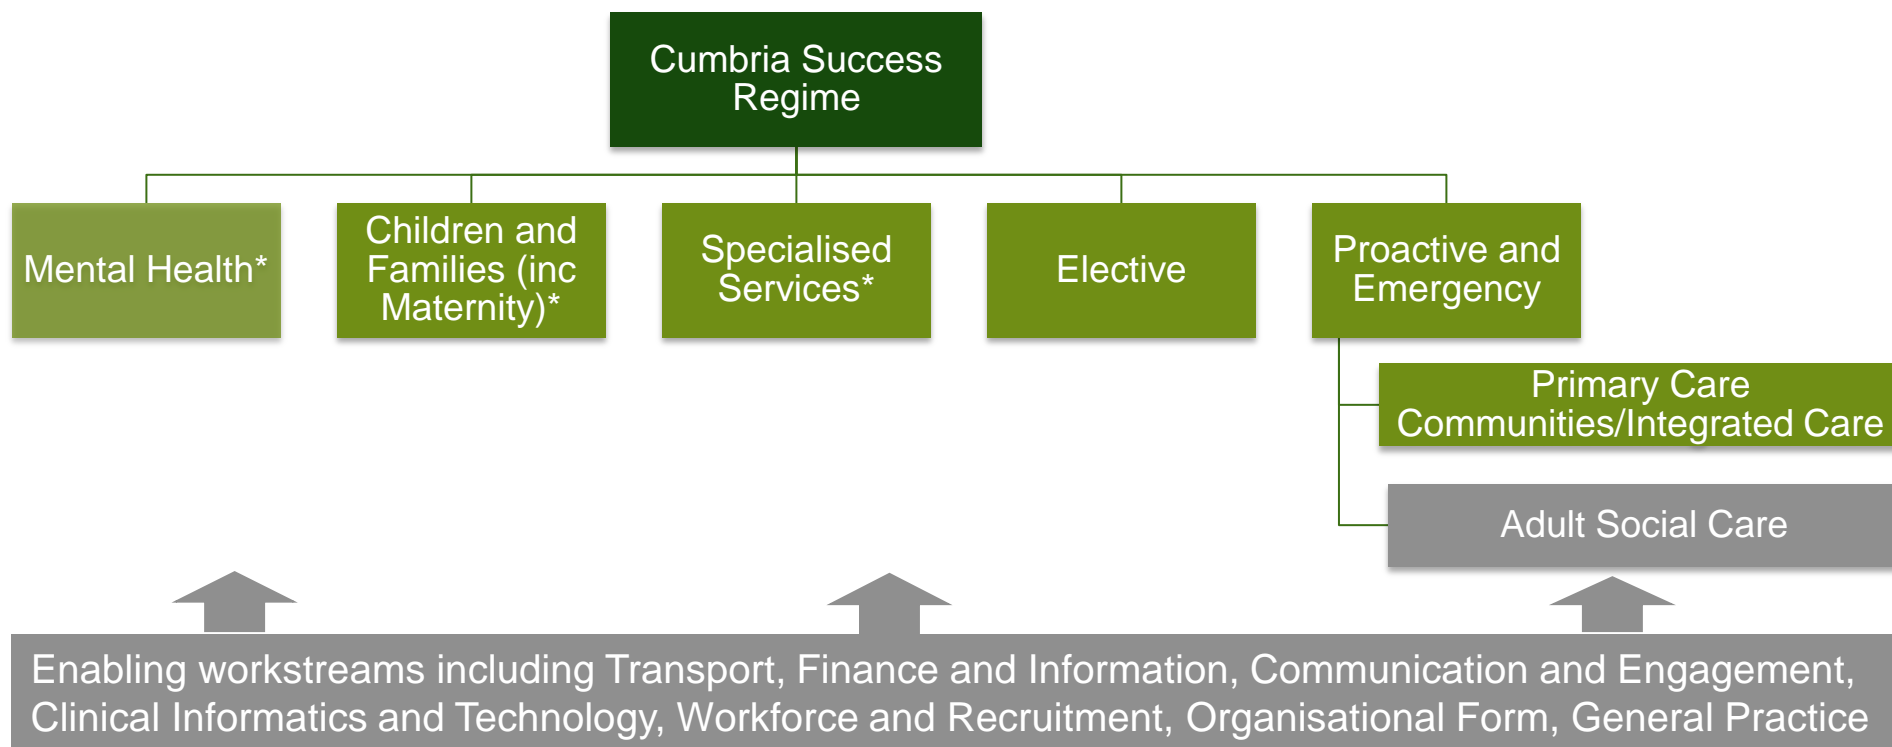 Cumbria Success
Regime
Mental Health*
Children and
Families (inc
Maternity)*
Specialised
Services*
Elective
Proactive and
Emergency
Primary Care
Communities/Integrated Care
Adult Social Care
Enabling workstreams including Transport, Finance and Information, Communication and Engagement,
Clinical Informatics and Technology, Workforce and Recruitment, Organisational Form, General Practice